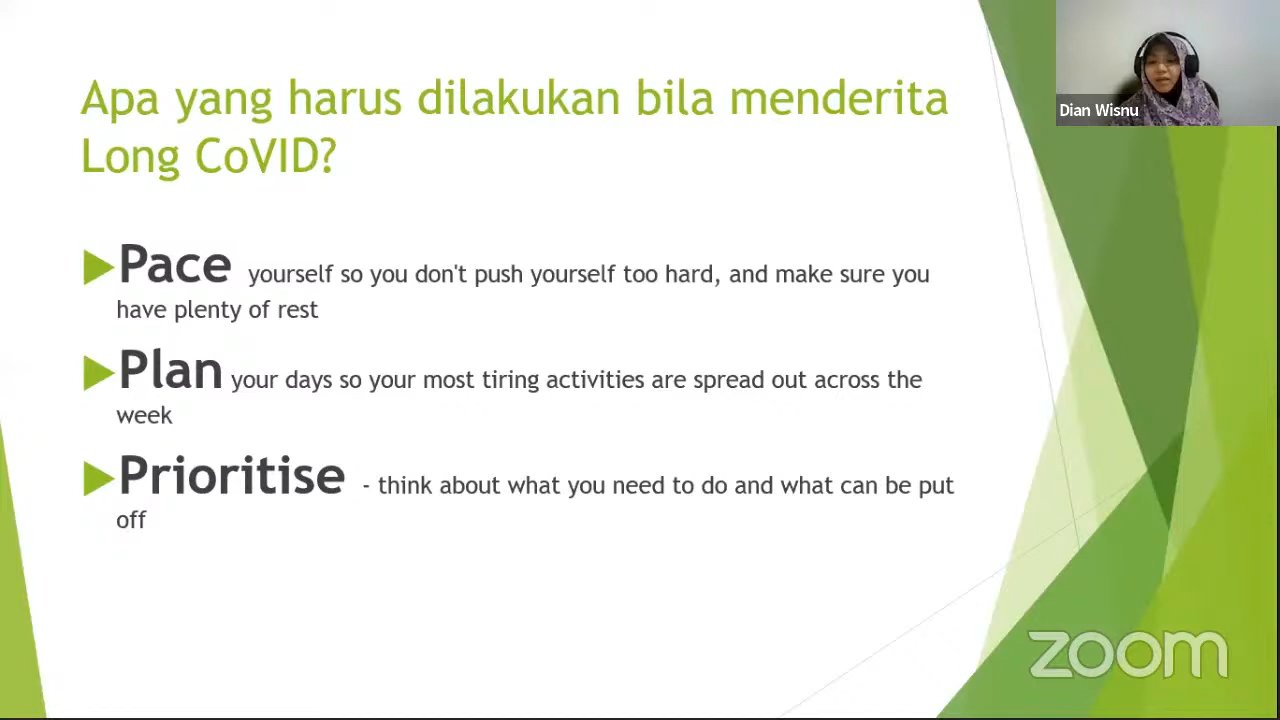 Apa yang harus dilakukan bila menderita
Long CoVID?
Pace yourself so you don't push yourself too hard, and make sure you
have plenty of rest
Plan your days so your most tiring activities are spread out across the
week
Prioritise - think about what you need to do and what can be put
off
Dian Wisnu
zoom